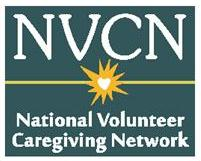 NVCN
National Volunteer
Caregiving Network